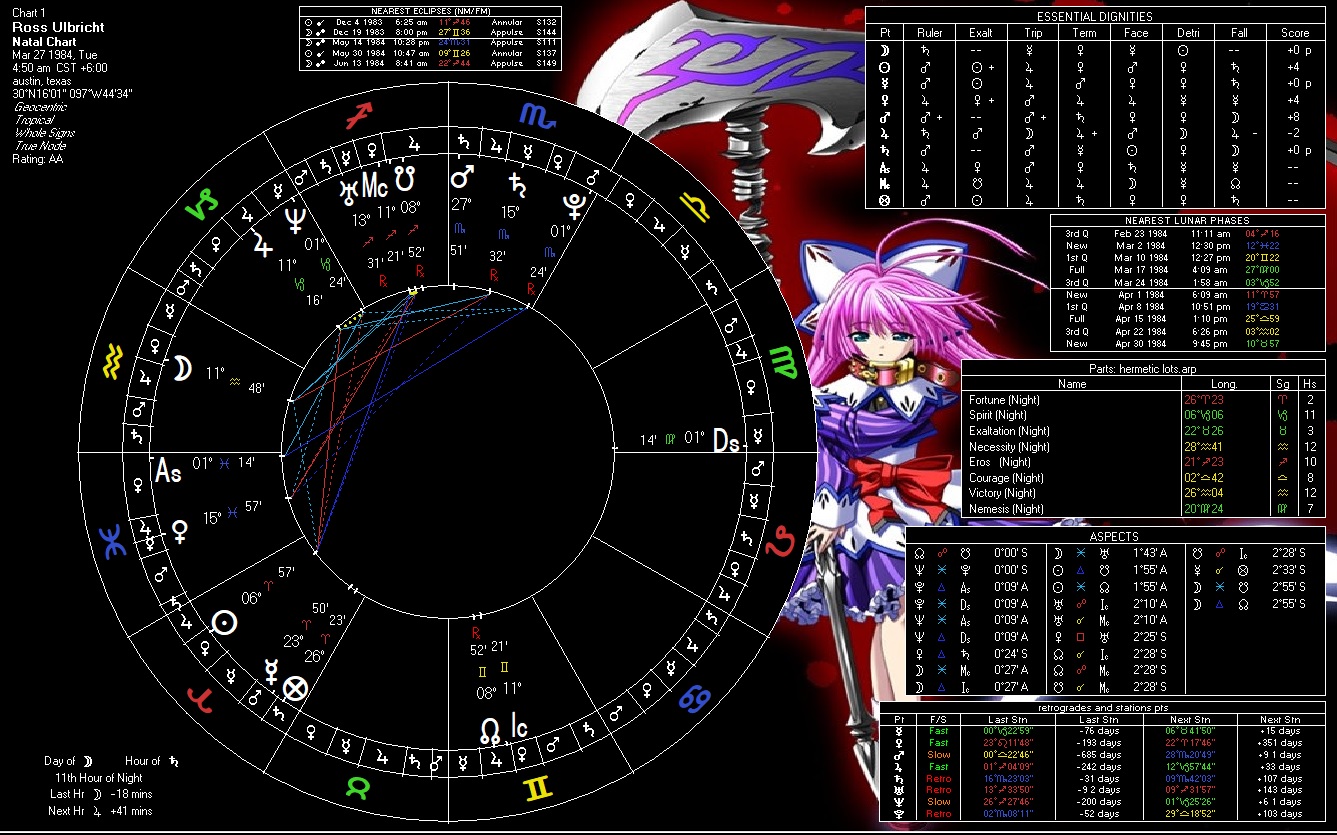 Chart 1
Ross Ulbricht
Natal Chart
Mar 27 1984, Tue
4:50 am CST +6:00
austin, texas
30°N16'01" 097°W44'34"
Geocentric
Tropical
Whole Signs
True Node
Rating: AA
NEAREST ECLIPSES (NM/FM)
☉ ☌ Dec 4 1983 6:25 am 11°♐46 Annular S132
☽ ☍ Dec 19 1983 8:00 pm 27°♊36 Appulse S144
☽ ☍ May 14 1984 10:28 pm 24°♏31 Appulse S111
☉ ☌ May 30 1984 10:47 am 09°♊26 Annular S137
☽ ☍ Jun 13 1984 8:41 am 22°♐44 Appulse S149
ESSENTIAL DIGNITIES
Pt Ruler Exalt Trip Term Face Detri Fall Score
☽ ♄ -- ☿ ♀ ☿ ☉ -- +0 p
☉ ♂ ☉ + ♃ ♀ ♂ ♀ ♄ +4
+0 p
+4
+8
-2
+0 p
As --
Mc --
⊗ --
NEAREST LUNAR PHASES
3rd Q Feb 23 1984 11:11 am 04°♐16
New Mar 2 1984 12:30 pm 12°♓22
1st Q Mar 10 1984 12:27 pm 20°♊22
Full Mar 17 1984 4:09 am 27°♍00
3rd Q Mar 24 1984 1:58 am 03°♑52
New Apr 1 1984 6:09 am 11°♈57
1st Q Apr 8 1984 10:51 pm 19°♋31
Full Apr 15 1984 1:10 pm 25°♎59
3rd Q Apr 22 1984 6:26 pm 03°♒02
New Apr 30 1984 9:45 pm 10°♉57
Parts: hermetic lots.arp
Name Long. Sg Hs
Fortune (Night) 26°♈23 ♈ 2
Spirit (Night) 06°♑06 ♑ 11
Exaltation (Night) 22°♉26 ♉ 3
Necessity (Night) 28°♒41 ♒ 12
Eros (Night) 21°♐23 ♐ 10
Courage (Night) 02°♎42 ♎ 8
Victory (Night) 26°♒04 ♒ 12
Nemesis (Night) 20°♍24 ♍ 7
♅ Mc ☋ ♂ ♄ ♇
13° 11° 08° 27° 15° 01°
♐ ♐ ♐ ♏ ♏ ♏
31' 21' 52' 51' 32' 24'
℞ ℞ ℞ ℞
♆ 01° ♑ 24'
♃ 11° ♑ 16'
☽ 11° ♒ 48'
As 01° ♓ 14'
14' ♍ 01° Ds
♀ 15° ♓ 57'
☉ 06° ♈ 57'
☿ 23° ♈ 50'
⊗ 26° ♈ 23'
℞
52' 21'
♊ ♊
08° 11°
☊ Ic
ASPECTS
☊ ☍ ☋ 0°00' S ☽ ⚹ ♅ 1°43' A ☊ ☍ Ic 2°28' S
♆ ⚹ ♇ 0°00' S ☉ △ ☋ 1°55' A ☿ ☌ ⊗ 2°33' S
♇ △ As 0°09' A ☉ ⚹ ☊ 1°55' A ☽ ⚹ ☋ 2°55' S
♇ ⚹ Ds 0°09' A ♅ ☍ Ic 2°10' A ☽ △ ☊ 2°55' S
♆ ⚹ As 0°09' A ♅ ☌ Mc 2°10' A
♆ △ Ds 0°09' A ♀ □ ♅ 2°25' S
♀ △ ♄ 0°24' S ☊ ☌ Ic 2°28' S
☽ ⚹ Mc 0°27' A ☊ ☍ Mc 2°28' S
☽ △ Ic 0°27' A ☋ ☌ Mc 2°28' S
retrogrades and stations pts
Pt F/S Last Stn Last Stn Next Stn Next Stn
☿ Fast 00°♑22'59" -76 days 06°♉41'50" +15 days
♀ Fast 23°♌11'48" -193 days 22°♈17'46" +351 days
♂ Slow 00°♎22'46" -685 days 28°♏20'49" +9.1 days
♃ Fast 01°♐04'09" -242 days 12°♑57'44" +33 days
♄ Retro 16°♏23'03" -31 days 09°♏42'03" +107 days
♅ Retro 13°♐33'50" -9.2 days 09°♐31'57" +143 days
♆ Slow 26°♐27'46" -200 days 01°♑25'26" +6.1 days
♇ Retro 02°♏08'11" -52 days 29°♎18'52" +103 days
Day of ☽ Hour of ♄
11th Hour of Night
Last Hr ☽ -18 mins
Next Hr ♃ +41 mins